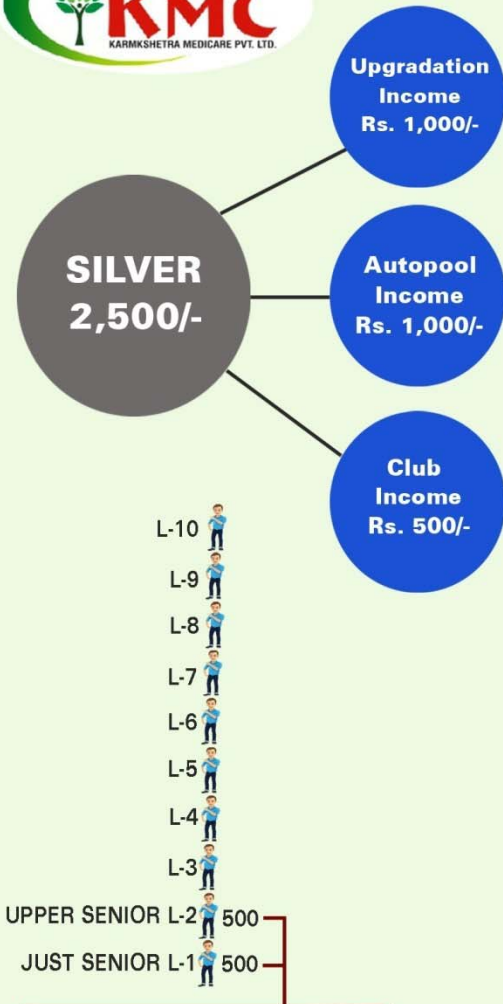 KMC
KARMKSHETRA MEDICARE PVT. LTD.
Upgradation
Income
Rs. 1,000/-
SILVER
2,500/-
Autopool
Income
Rs. 1,000/-
Club
Income
Rs. 500/-
L-10
L-9
L-8
L-7
L-6
L-5
L-4
L-3
UPPER SENIOR L-2 500
JUST SENIOR L-1 500